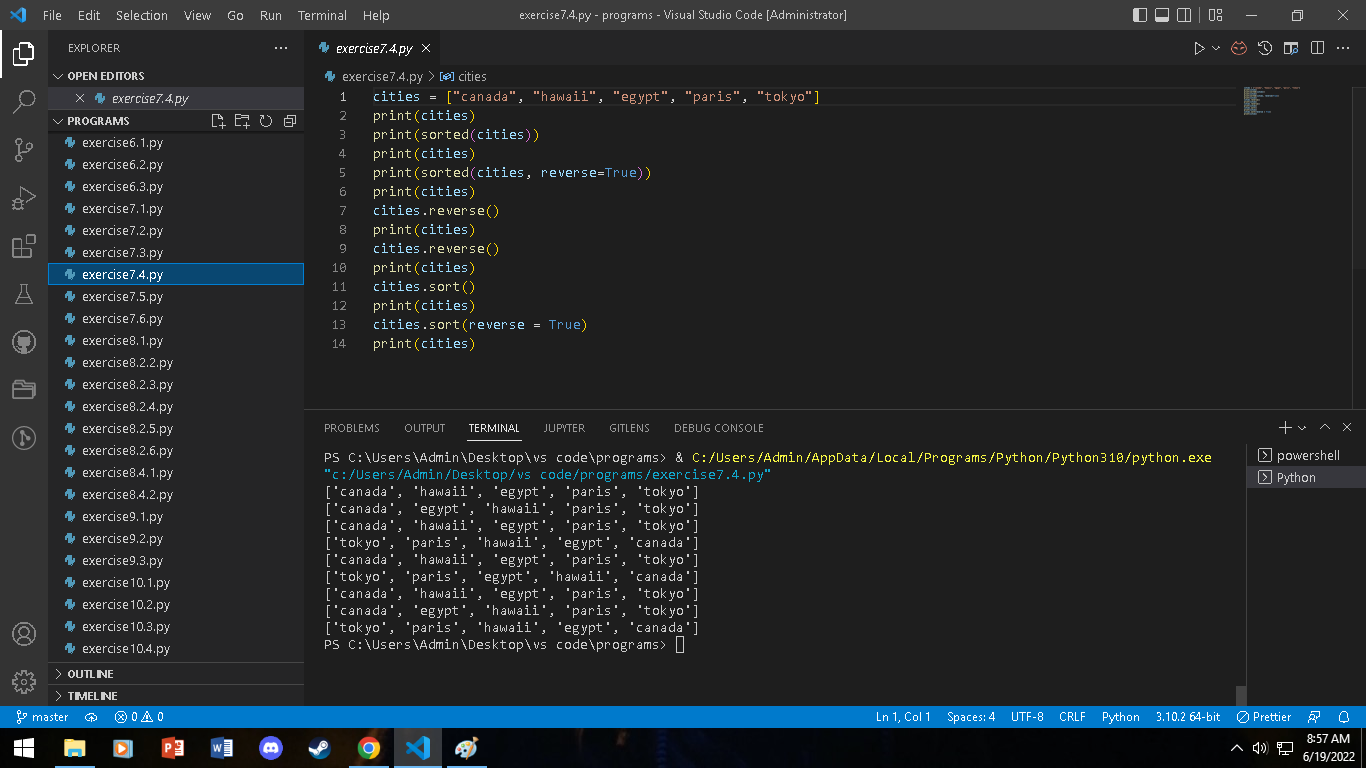 File Edit Selection View Go Run Terminal Help exercise7.4.py - programs - Visual Studio Code [Administrator]
EXPLORER
OPEN EDITORS
exercise7.4.py
PROGRAMS
exercise6.1.py
exercise6.2.py
exercise6.3.py
exercise7.1.py
exercise7.2.py
exercise7.3.py
exercise7.4.py
exercise7.5.py
exercise7.6.py
exercise8.1.py
exercise8.2.2.py
exercise8.2.3.py
exercise8.2.4.py
exercise8.2.5.py
exercise8.2.6.py
exercise8.4.1.py
exercise8.4.2.py
exercise9.1.py
exercise9.2.py
exercise9.3.py
exercise10.1.py
exercise10.2.py
exercise10.3.py
exercise10.4.py
OUTLINE
TIMELINE
exercise7.4.py
exercise7.4.py > cities
1 cities = ["canada", "hawaii", "egypt", "paris", "tokyo"]
2 print(cities)
3 print(sorted(cities))
4 print(cities)
5 print(sorted(cities, reverse=True))
6 print(cities)
7 cities.reverse()
8 print(cities)
9 cities.reverse()
10 print(cities)
11 cities.sort()
12 print(cities)
13 cities.sort(reverse = True)
14 print(cities)
PROBLEMS OUTPUT TERMINAL JUPYTER GITLENS DEBUG CONSOLE
PS C:\Users\Admin\Desktop\vs code\programs> & C:/Users/Admin/AppData/Local/Programs/Python/Python310/python.exe
"c:/Users/Admin/Desktop/vs code/programs/exercise7.4.py"
['canada', 'hawaii', 'egypt', 'paris', 'tokyo']
['canada', 'egypt', 'hawaii', 'paris', 'tokyo']
['canada', 'hawaii', 'egypt', 'paris', 'tokyo']
['tokyo', 'paris', 'hawaii', 'egypt', 'canada']
['canada', 'hawaii', 'egypt', 'paris', 'tokyo']
['tokyo', 'paris', 'egypt', 'hawaii', 'canada']
['canada', 'hawaii', 'egypt', 'paris', 'tokyo']
['canada', 'egypt', 'hawaii', 'paris', 'tokyo']
['tokyo', 'paris', 'hawaii', 'egypt', 'canada']
PS C:\Users\Admin\Desktop\vs code\programs>
powershell
Python
master 0 0 Ln 1, Col 1 Spaces: 4 UTF-8 CRLF Python 3.10.2 64-bit Prettier
8:57 AM
6/19/2022